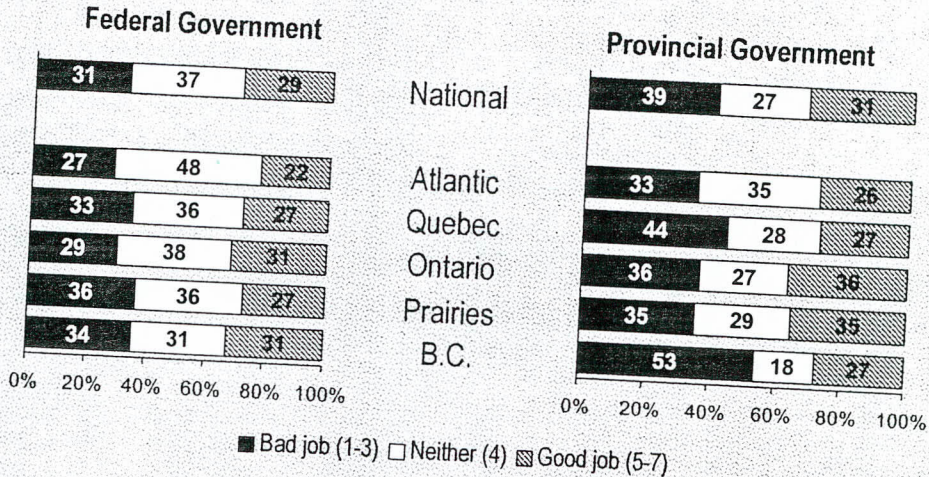 Federal Government
Provincial Government
31 37 29 National 39 27 31
27 48 22 Atlantic 33 35 26
33 36 27 Quebec 44 28 27
29 38 31 Ontario 36 27 36
36 36 27 Prairies 35 29 35
34 31 31 B.C. 53 18 27
0% 20% 40% 60% 80% 100% 0% 20% 40% 60% 80% 100%
Bad job (1-3) Neither (4) Good job (5-7)